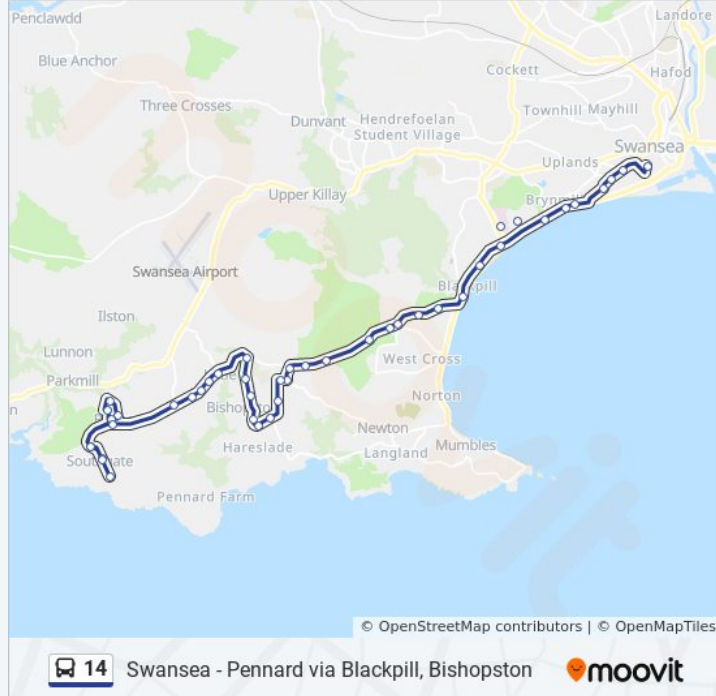 Penclawdd
Landore
Blue Anchor
Cockett
Hafod
Three Crosses
Townhill Mayhill
Dunvant
Hendrefoelan
Student Village
Swansea
Uplands
Upper Killay
Brynmill
Swansea Airport
Blackpill
Ilston
Lunnon
Parkmill
West Cross
Norton
Newton
Hareslade
Langland
Mumbles
Southgate
Pennard Farm
© OpenStreetMap contributors | © OpenMapTiles
14 Swansea - Pennard via Blackpill, Bishopston
moovit